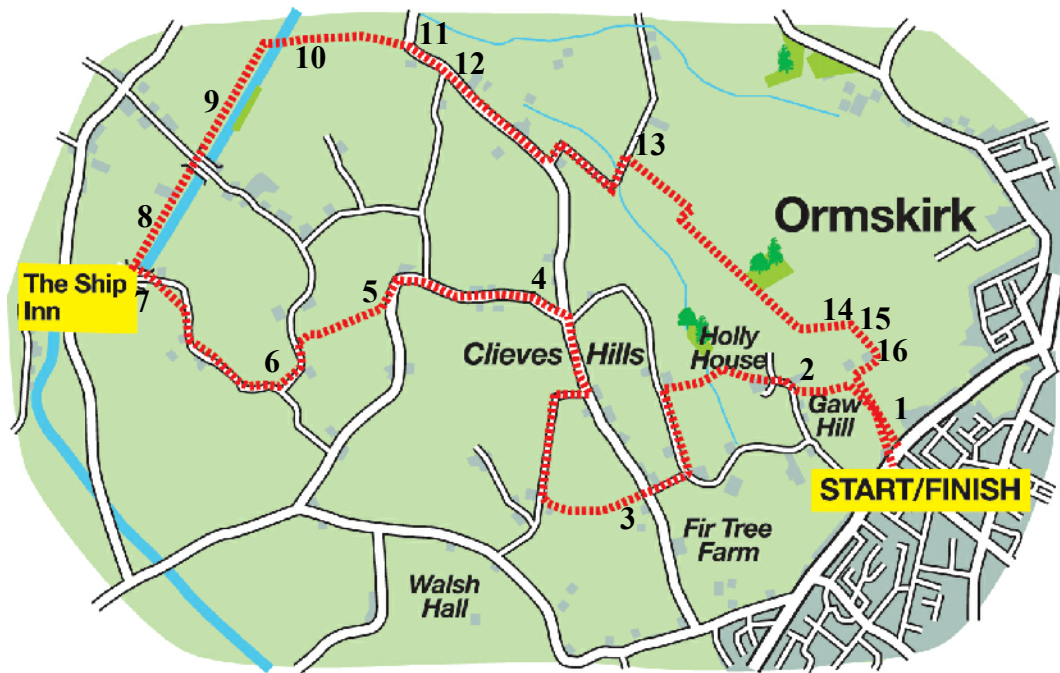 11
10
12
9
13
8
Ormskirk
The Ship
Inn
7
5
4
14
15
16
Clieves Hills
Holly
House
6
2
Gaw
Hill
1
START/FINISH
3
Fir Tree
Farm
Walsh
Hall